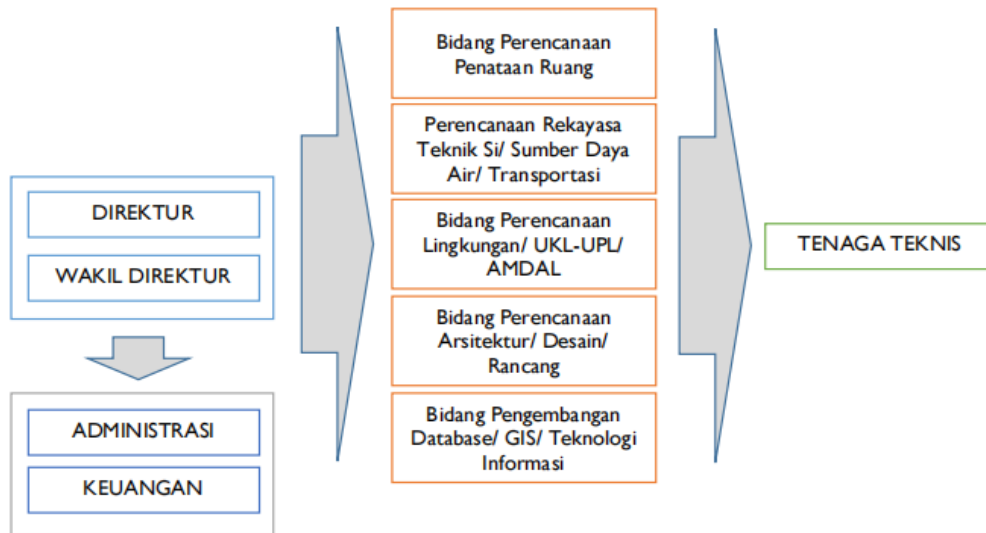 DIREKTUR
WAKIL DIREKTUR
ADMINISTRASI
KEUANGAN
Bidang Perencanaan
Penataan Ruang
Perencanaan Rekayasa
Teknik Si/ Sumber Daya
Air/ Transportasi
Bidang Perencanaan
Lingkungan/ UKL-UPL/
AMDAL
Bidang Perencanaan
Arsitektur/ Desain/
Rancang
Bidang Pengembangan
Database/ GIS/ Teknologi
Informasi
TENAGA TEKNIS